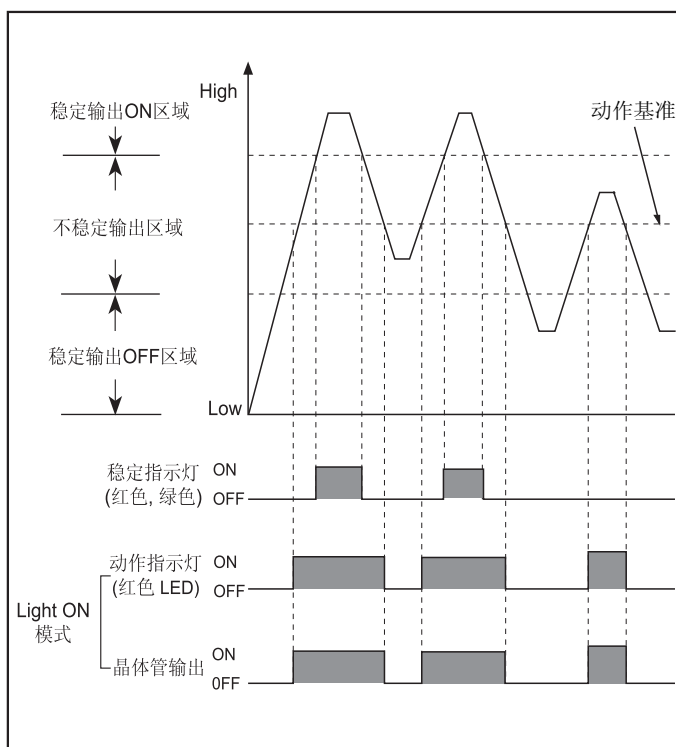 High
稳定输出ON区域
动作基准
不稳定输出区域
稳定输出OFF区域
Low
稳定指示灯
(红色, 绿色)
ON
OFF
动作指示灯
(红色 LED)
ON
OFF
Light ON
模式
晶体管输出
ON
0FF